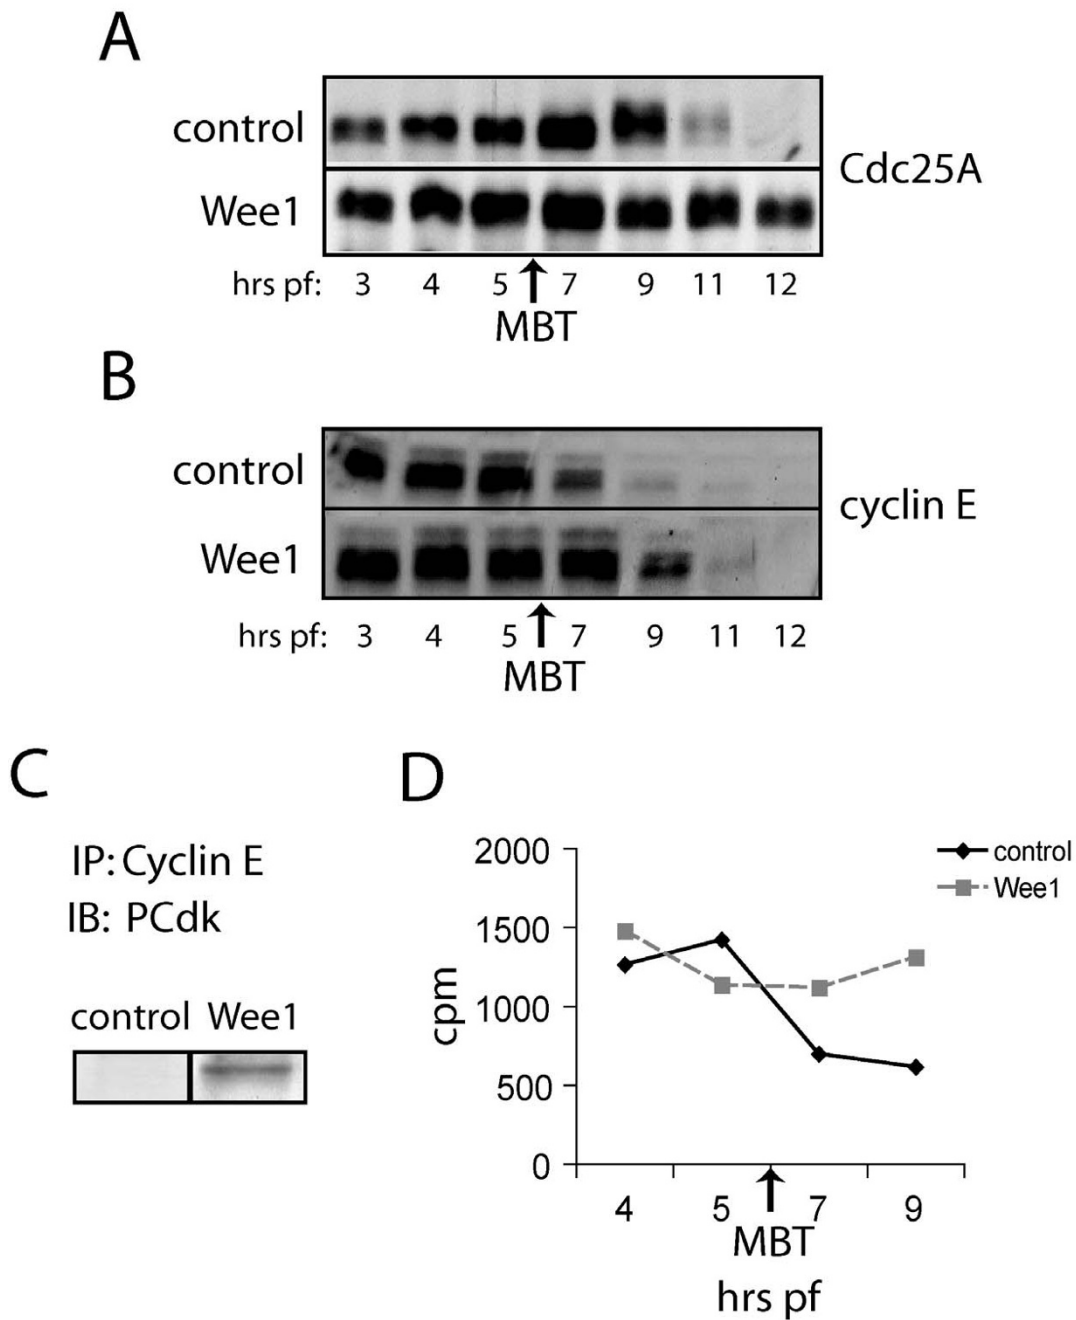 A
control
Cdc25A
Wee1
hrs pf: 3 4 5 7 9 11 12
MBT
B
control
cyclin E
Wee1
hrs pf: 3 4 5 7 9 11 12
MBT
C
D
IP: Cyclin E
IB: PCdk
control Wee1
2000
1500
1000
500
0
cpm
control
Wee1
4 5 7 9
MBT
hrs pf